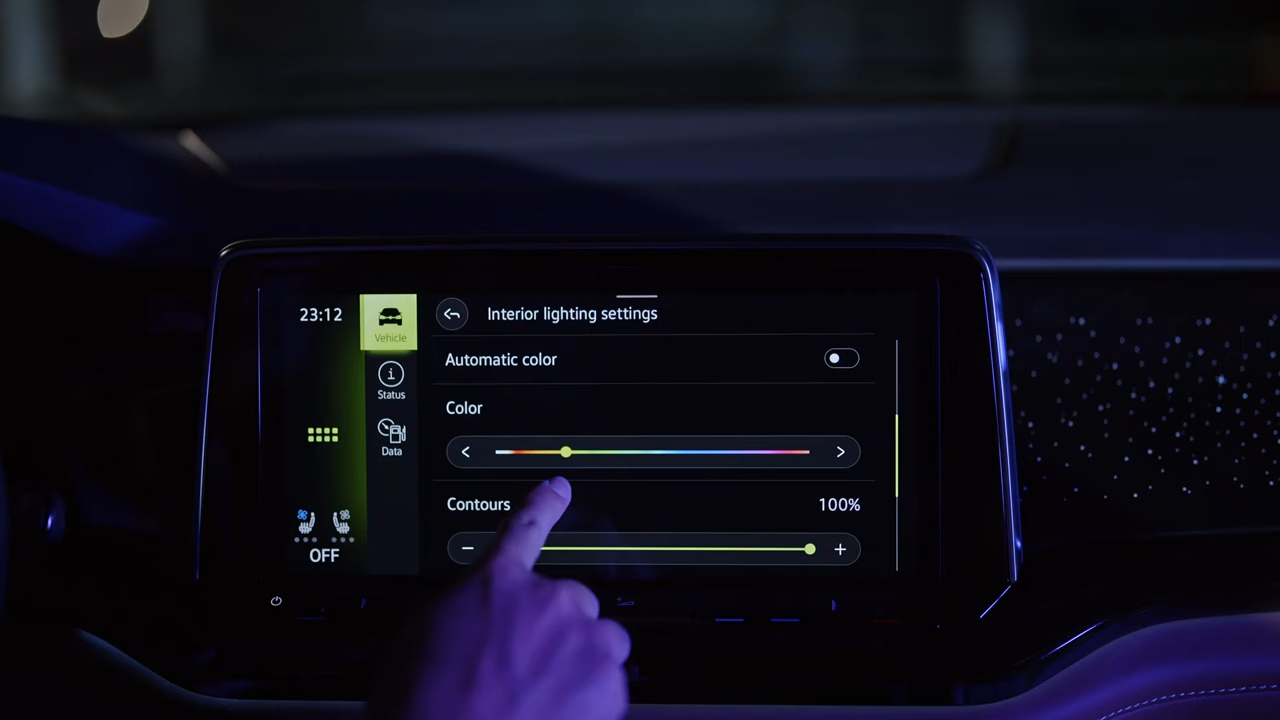 23:12
Vehicle
Interior lighting settings
Automatic color
Status
Color
Data
Contours
100%
OFF